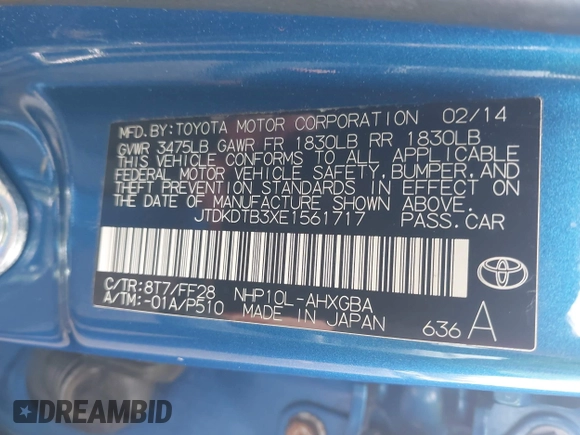 MFD. BY: TOYOTA MOTOR CORPORATION 02/14
GVWR 3475LB GAWR FR 1830LB RR 1830LB
THIS VEHICLE CONFORMS TO ALL APPLICABLE
FEDERAL MOTOR VEHICLE SAFETY, BUMPER, AND
THEFT PREVENTION STANDARDS IN EFFECT ON
THE DATE OF MANUFACTURE SHOWN ABOVE.
JTDKDTB3XE1561717 PASS. CAR
C/TR: 8T7/FF28 NHP10L-AHXGBA
A/TM: -01A/P510 MADE IN JAPAN 636 A
DREAMBID